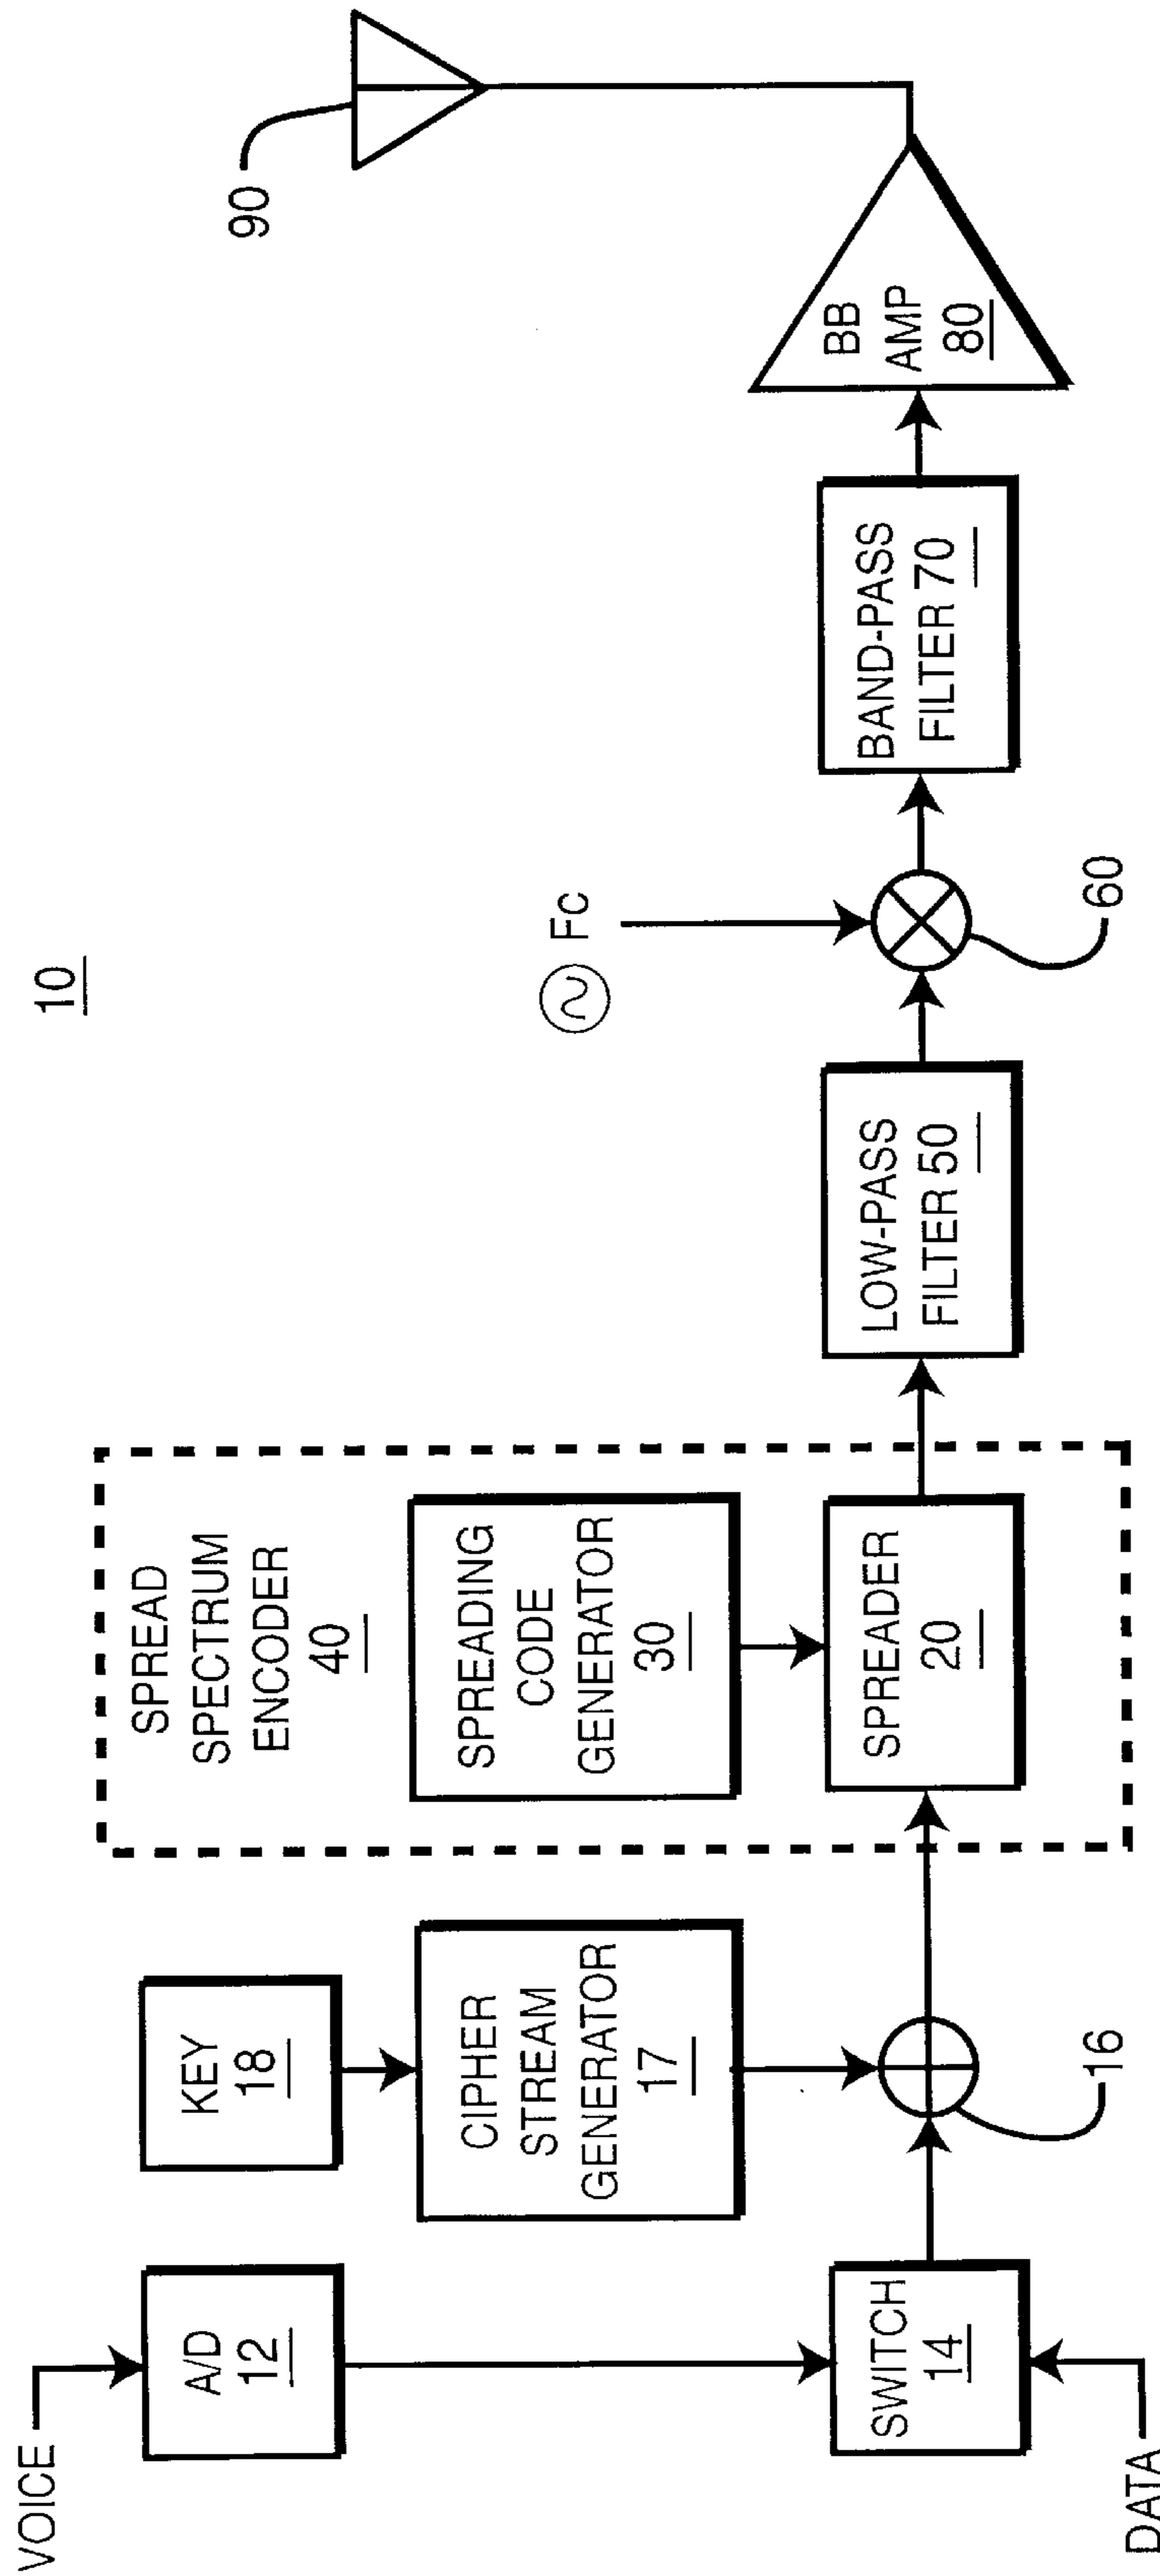 10
VOICE
A/D
12
KEY
18
CIPHER
STREAM
GENERATOR
17
SWITCH
14
DATA
16
SPREAD
SPECTRUM
ENCODER
40
SPREADING
CODE
GENERATOR
30
SPREADER
20
LOW-PASS
FILTER 50
Fc
60
BAND-PASS
FILTER 70
BB
AMP
80
90